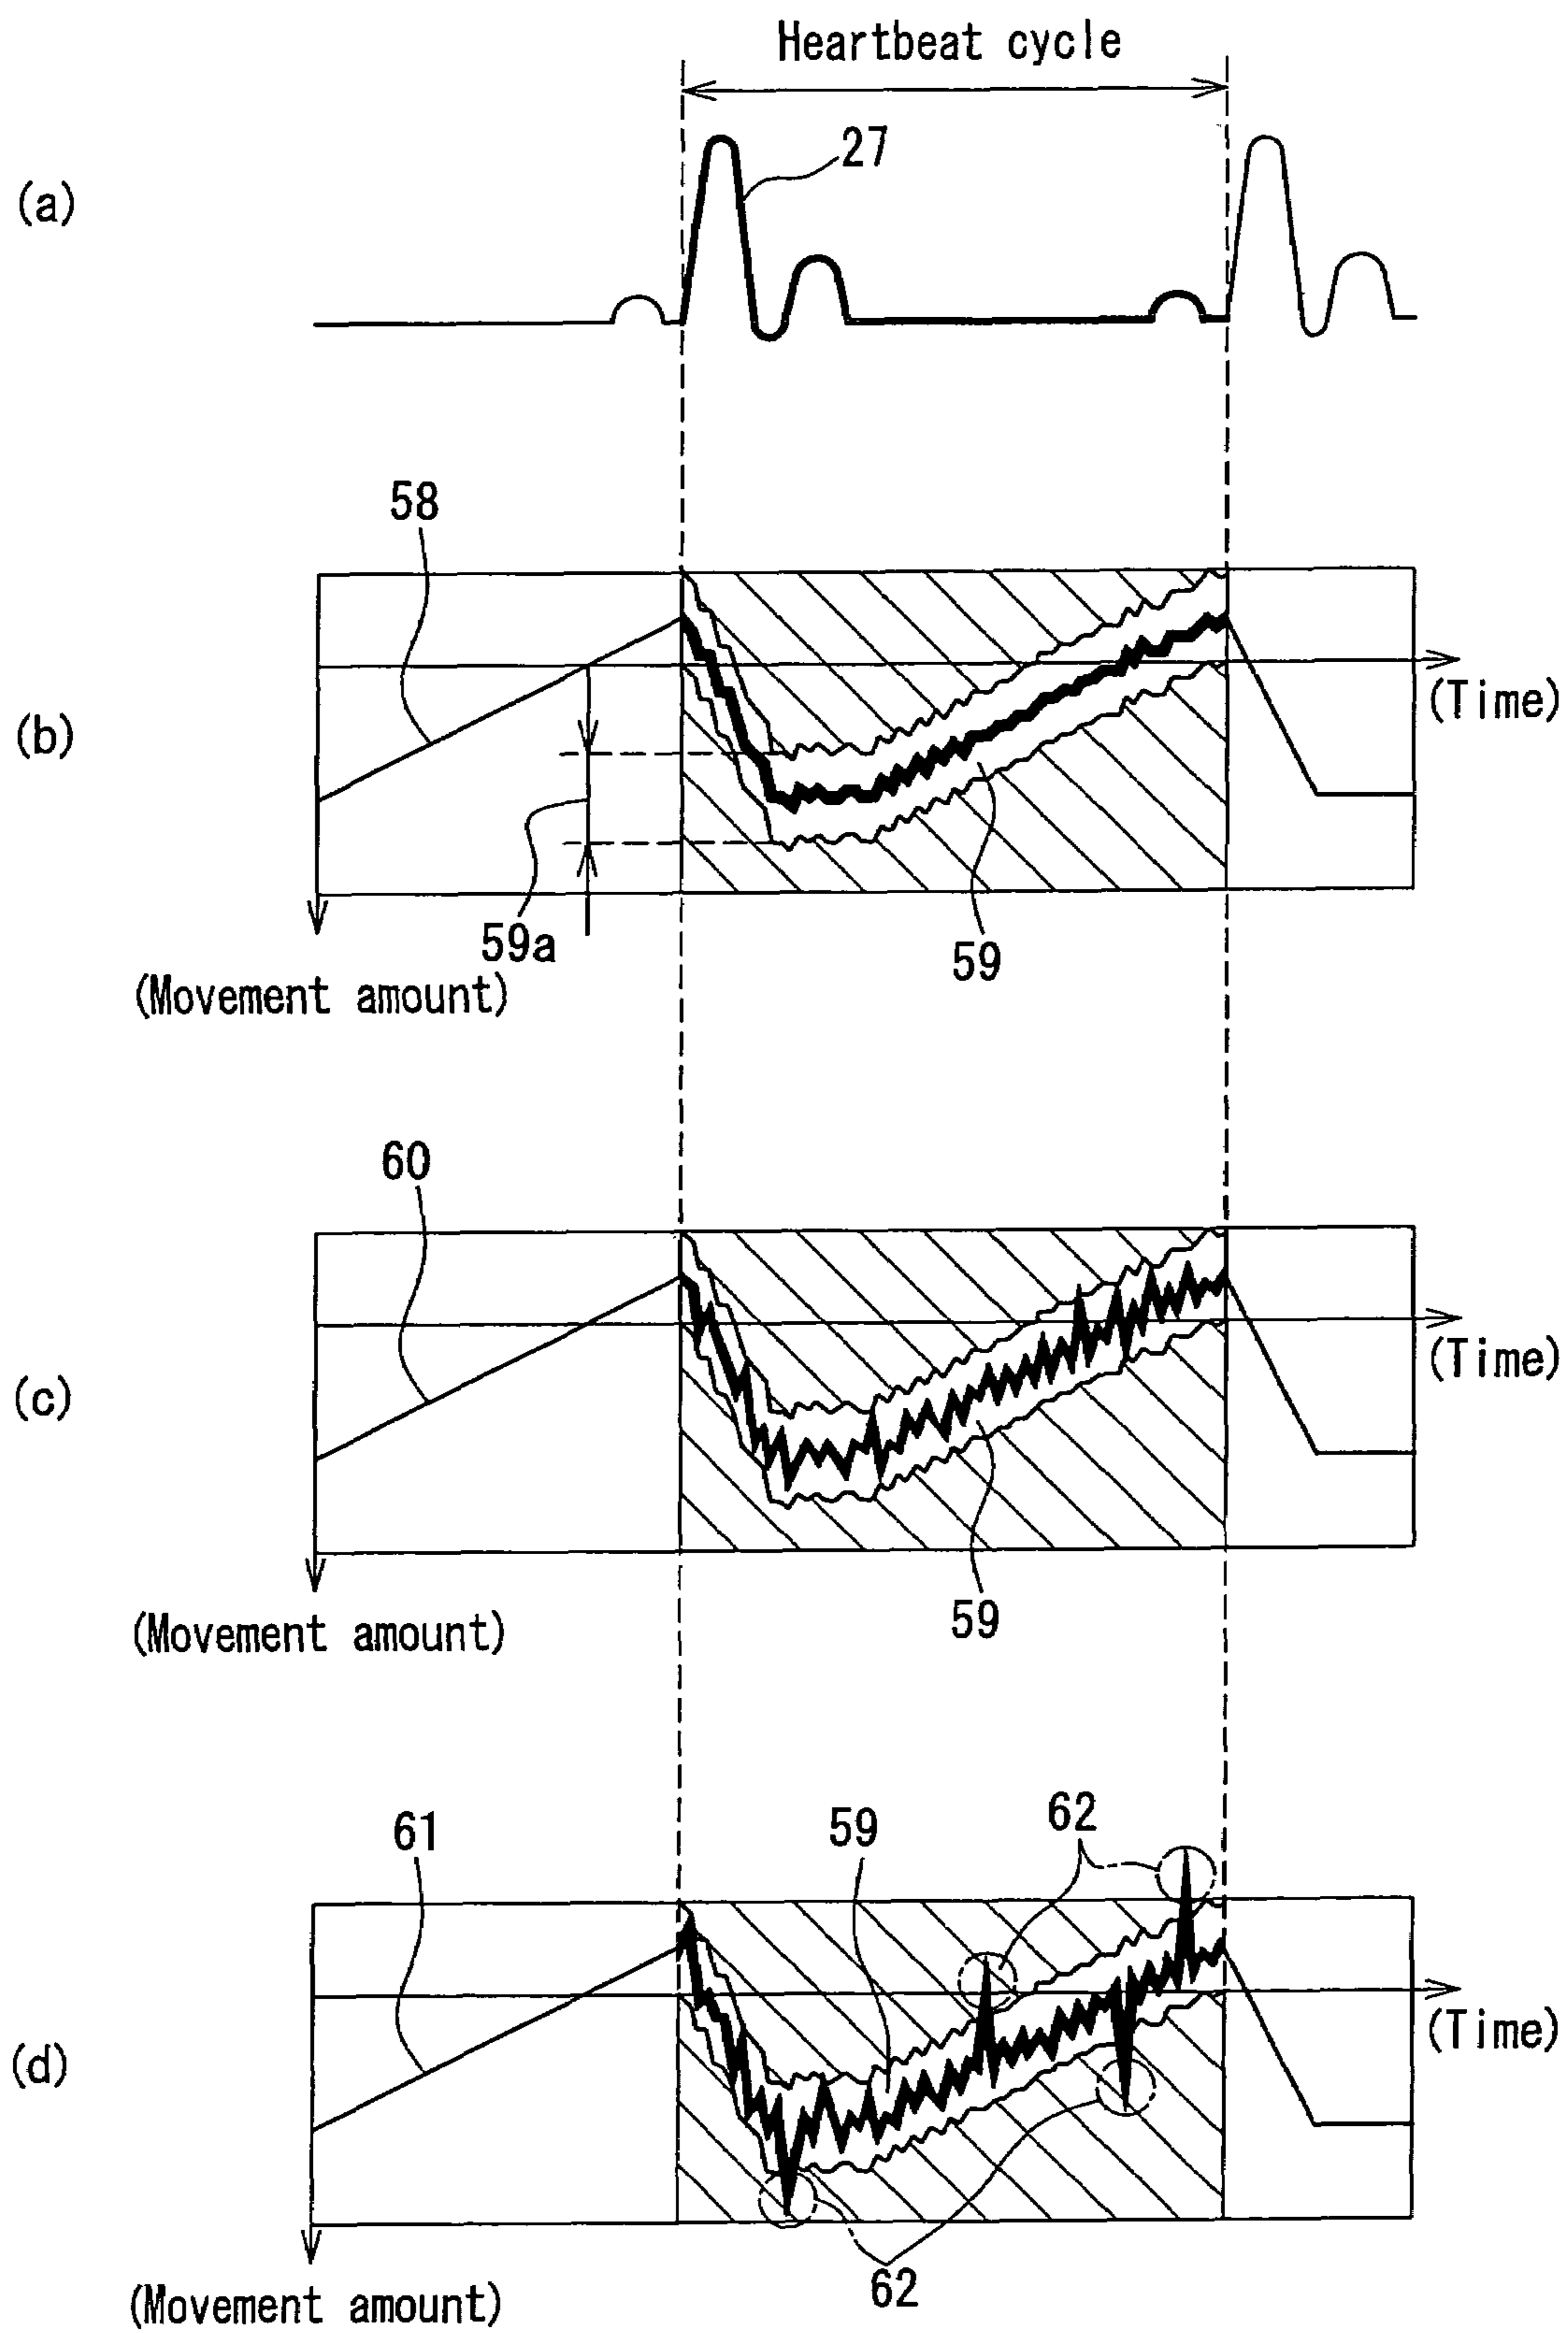 Heartbeat cycle
27
(a)
58
(Time)
(b)
59a
59
(Movement amount)
60
(Time)
(c)
59
(Movement amount)
61
59
62
(Time)
(d)
62
(Movement amount)